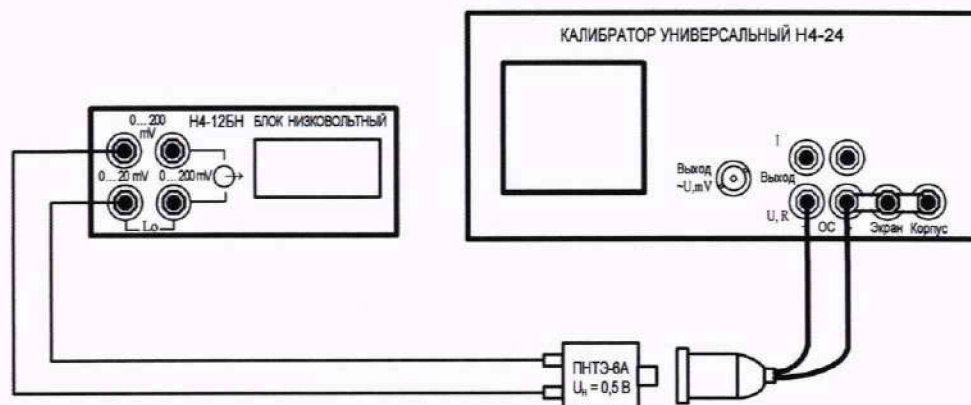 КАЛИБРАТОР УНИВЕРСАЛЬНЫЙ Н4-24
0...200 mV
Н4-12БН БЛОК НИЗКОВОЛЬТНЫЙ
0...20 mV
0...200 mV
Lo
I
Выход
~U,mV
Выход
U, R
ОС
Экран
Корпус
ПНТЭ-6А
Uн = 0,5 В